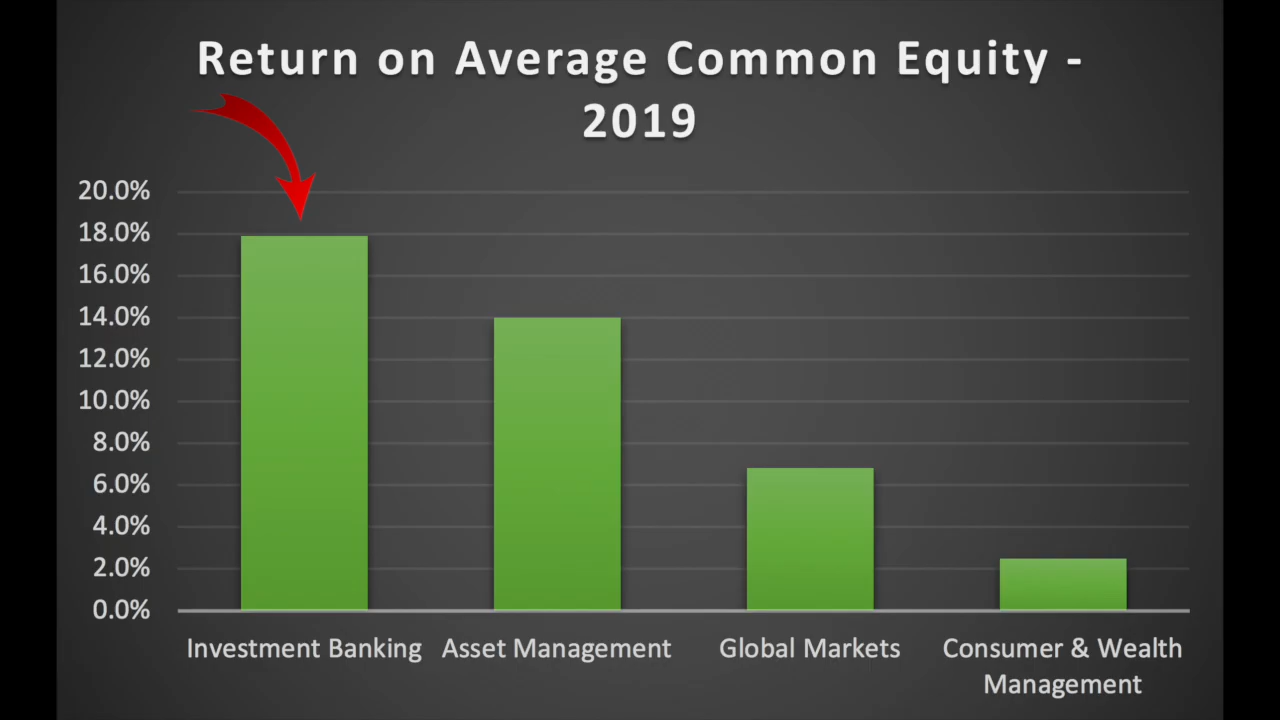 Return on Average Common Equity -
2019
20.0%
18.0%
16.0%
14.0%
12.0%
10.0%
8.0%
6.0%
4.0%
2.0%
0.0%
Investment Banking
Asset Management
Global Markets
Consumer & Wealth
Management